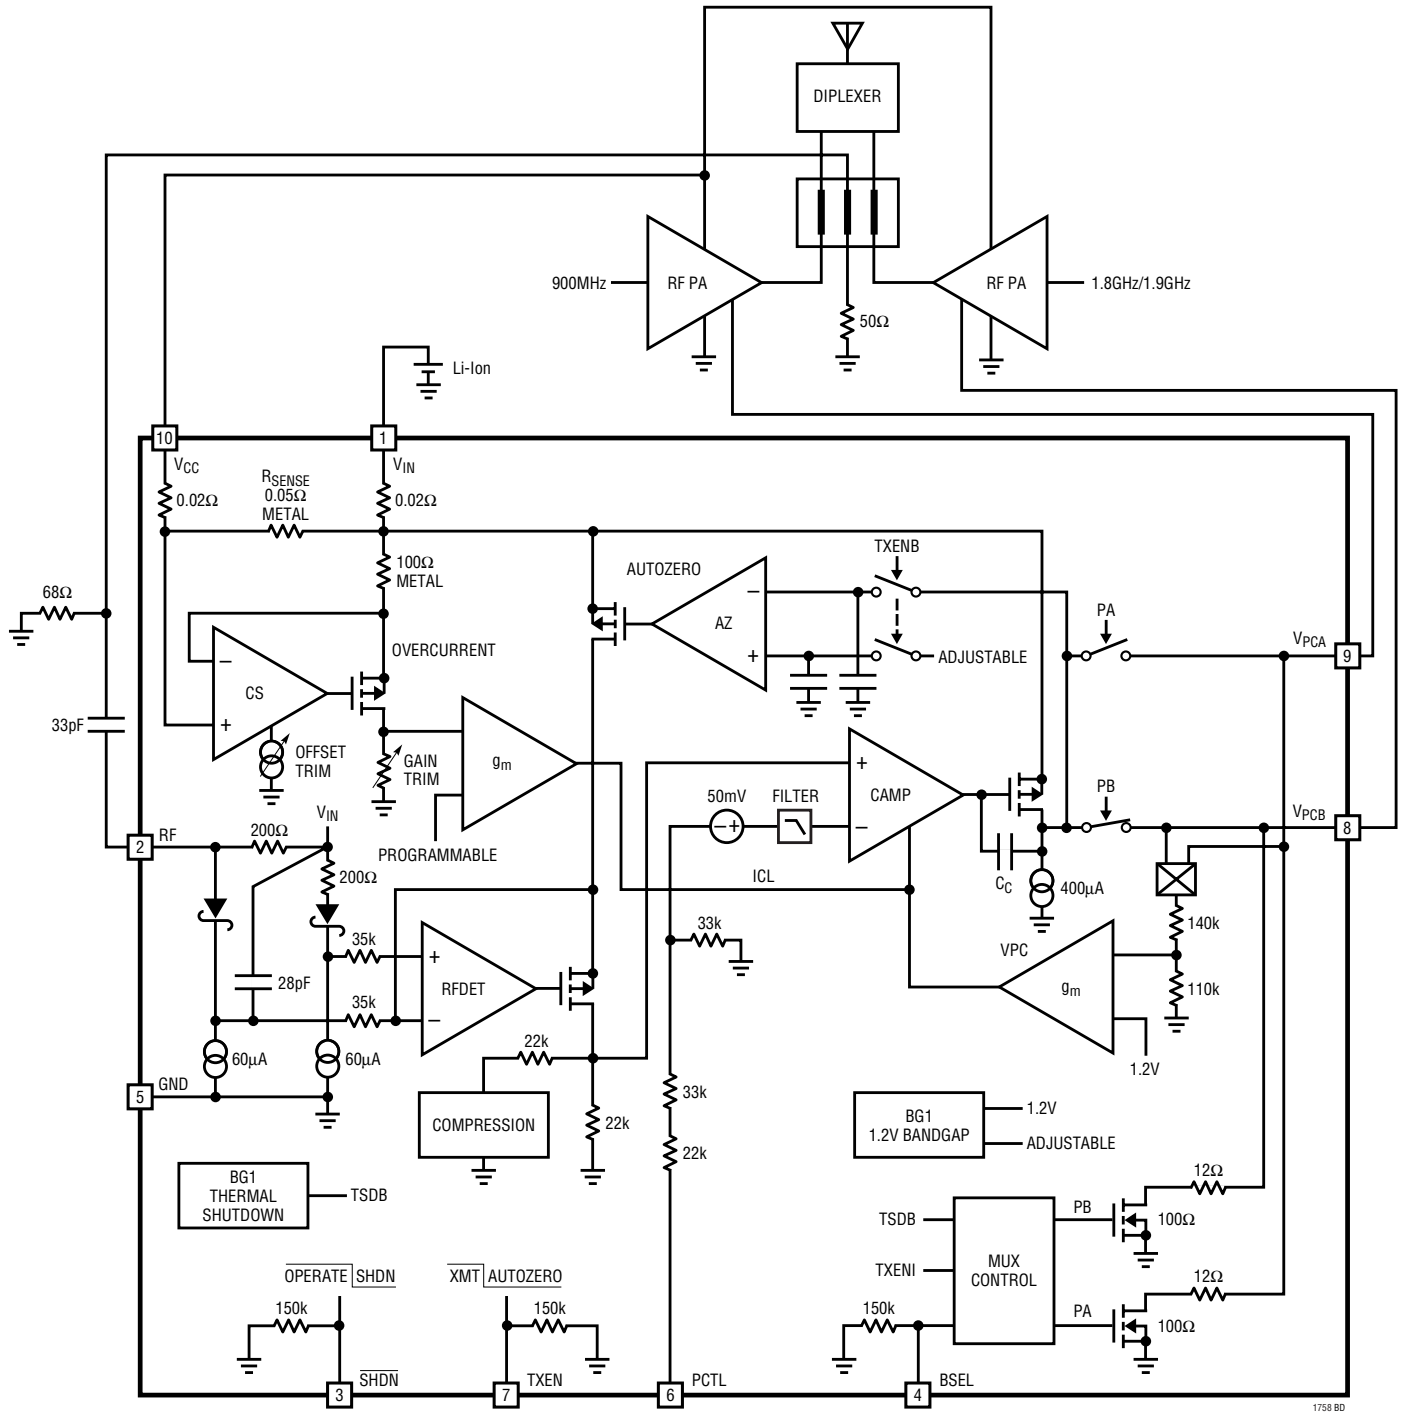 DIPLEXER
900MHz
RF PA
RF PA
1.8GHz/1.9GHz
50Ω
Li-Ion
10
1
VCC
VIN
0.02Ω
RSENSE
0.05Ω
METAL
0.02Ω
100Ω
METAL
AUTOZERO
TXENB
68Ω
AZ
−
+
ADJUSTABLE
PA
VPCA
9
OVERCURRENT
−
CS
+
33pF
OFFSET
TRIM
GAIN
TRIM
gm
PROGRAMMABLE
50mV
−+
FILTER
+
CAMP
−
PB
VPCB
8
VIN
2
RF
200Ω
200Ω
ICL
CC
400µA
140k
33k
VPC
gm
110k
1.2V
35k
28pF
35k
+
RFDET
−
60µA
60µA
22k
5
GND
COMPRESSION
22k
33k
22k
BG1
1.2V BANDGAP
1.2V
ADJUSTABLE
BG1
THERMAL
SHUTDOWN
TSDB
TSDB
TXENI
MUX
CONTROL
PB
12Ω
100Ω
PA
12Ω
100Ω
OPERATE SHDN
150k
XMT AUTOZERO
150k
150k
3
SHDN
7
TXEN
6
PCTL
4
BSEL
1758 BD